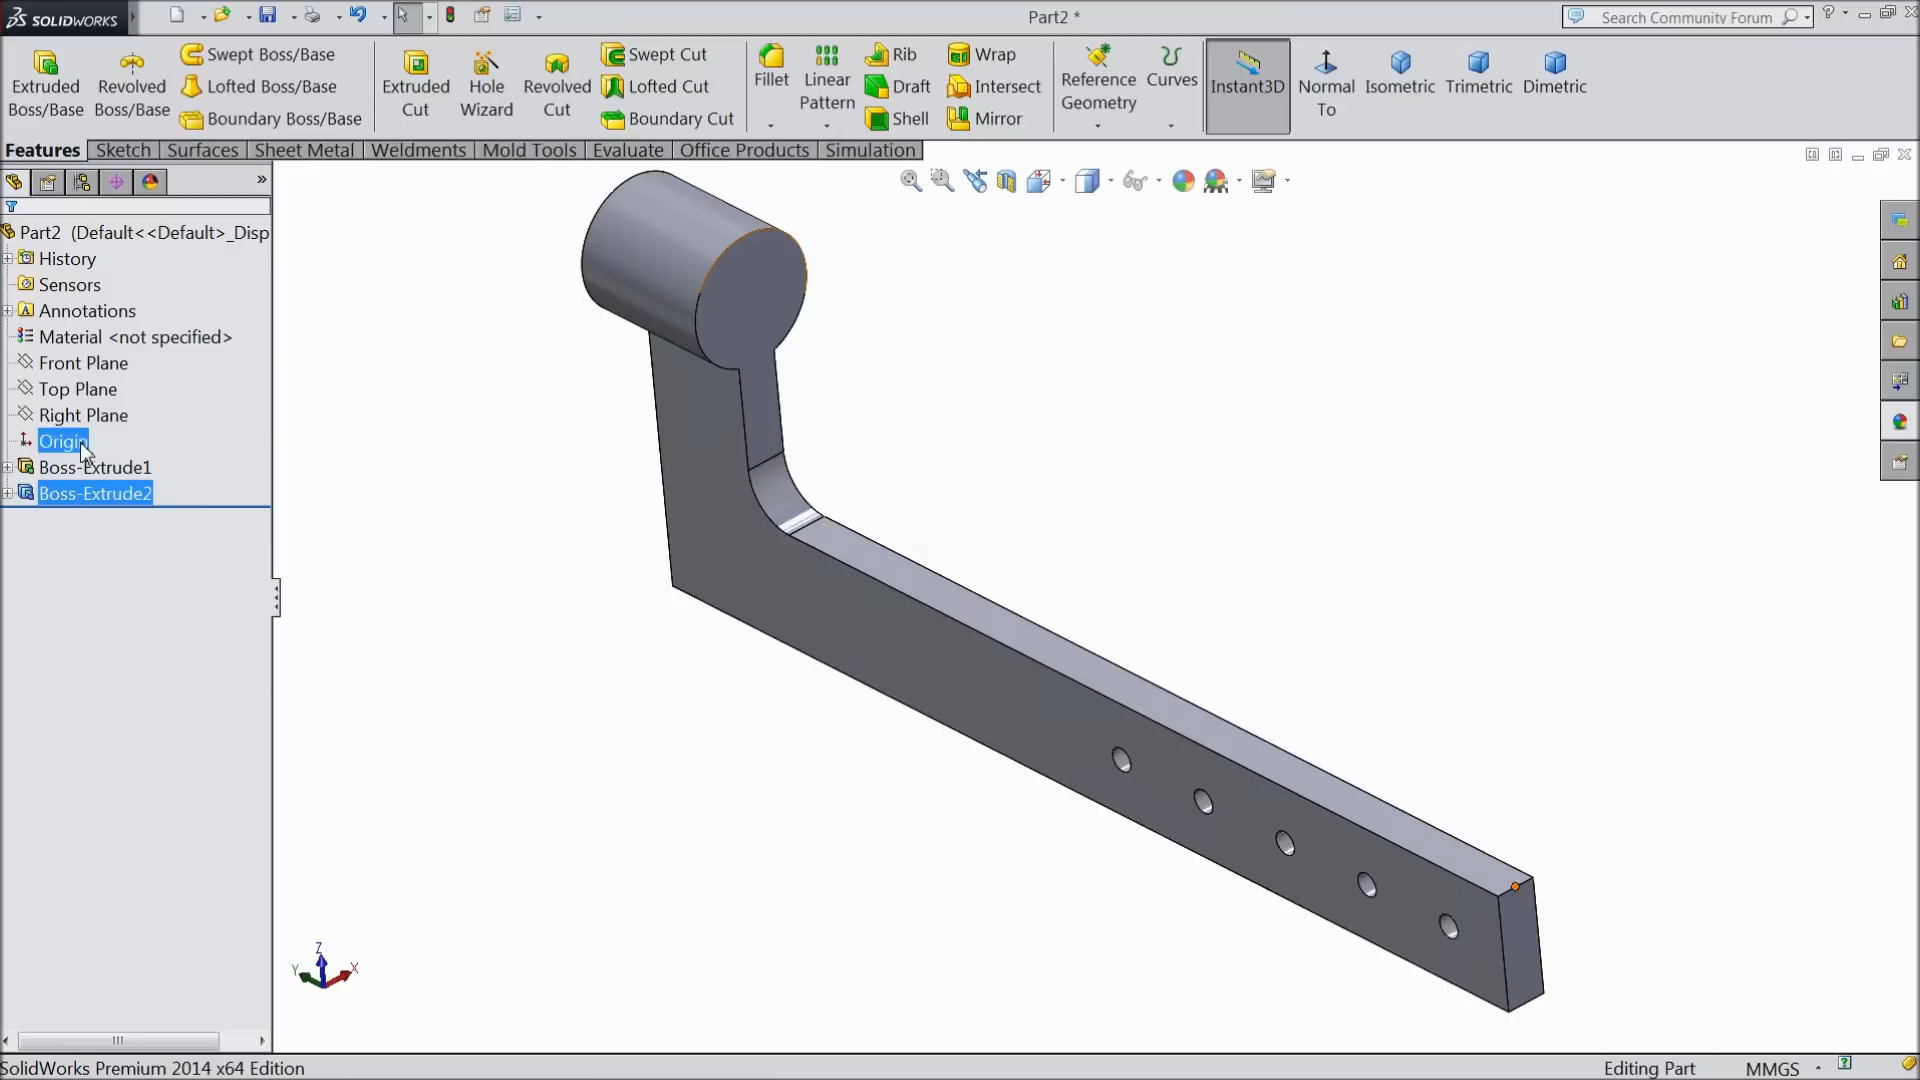 SOLIDWORKS
Part2 *
Search Community Forum
?
Extruded Boss/Base
Revolved Boss/Base
Swept Boss/Base
Lofted Boss/Base
Boundary Boss/Base
Extruded Cut
Hole Wizard
Revolved Cut
Swept Cut
Lofted Cut
Boundary Cut
Fillet
Linear Pattern
Rib
Draft
Shell
Wrap
Intersect
Mirror
Reference Geometry
Curves
Instant3D
Normal To
Isometric
Trimetric
Dimetric
Features
Sketch
Surfaces
Sheet Metal
Weldments
Mold Tools
Evaluate
Office Products
Simulation
»
Part2 (Default<<Default>_Disp
History
Sensors
Annotations
Material <not specified>
Front Plane
Top Plane
Right Plane
Origin
Boss-Extrude1
Boss-Extrude2
Z
Y
X
SolidWorks Premium 2014 x64 Edition
Editing Part
MMGS
?